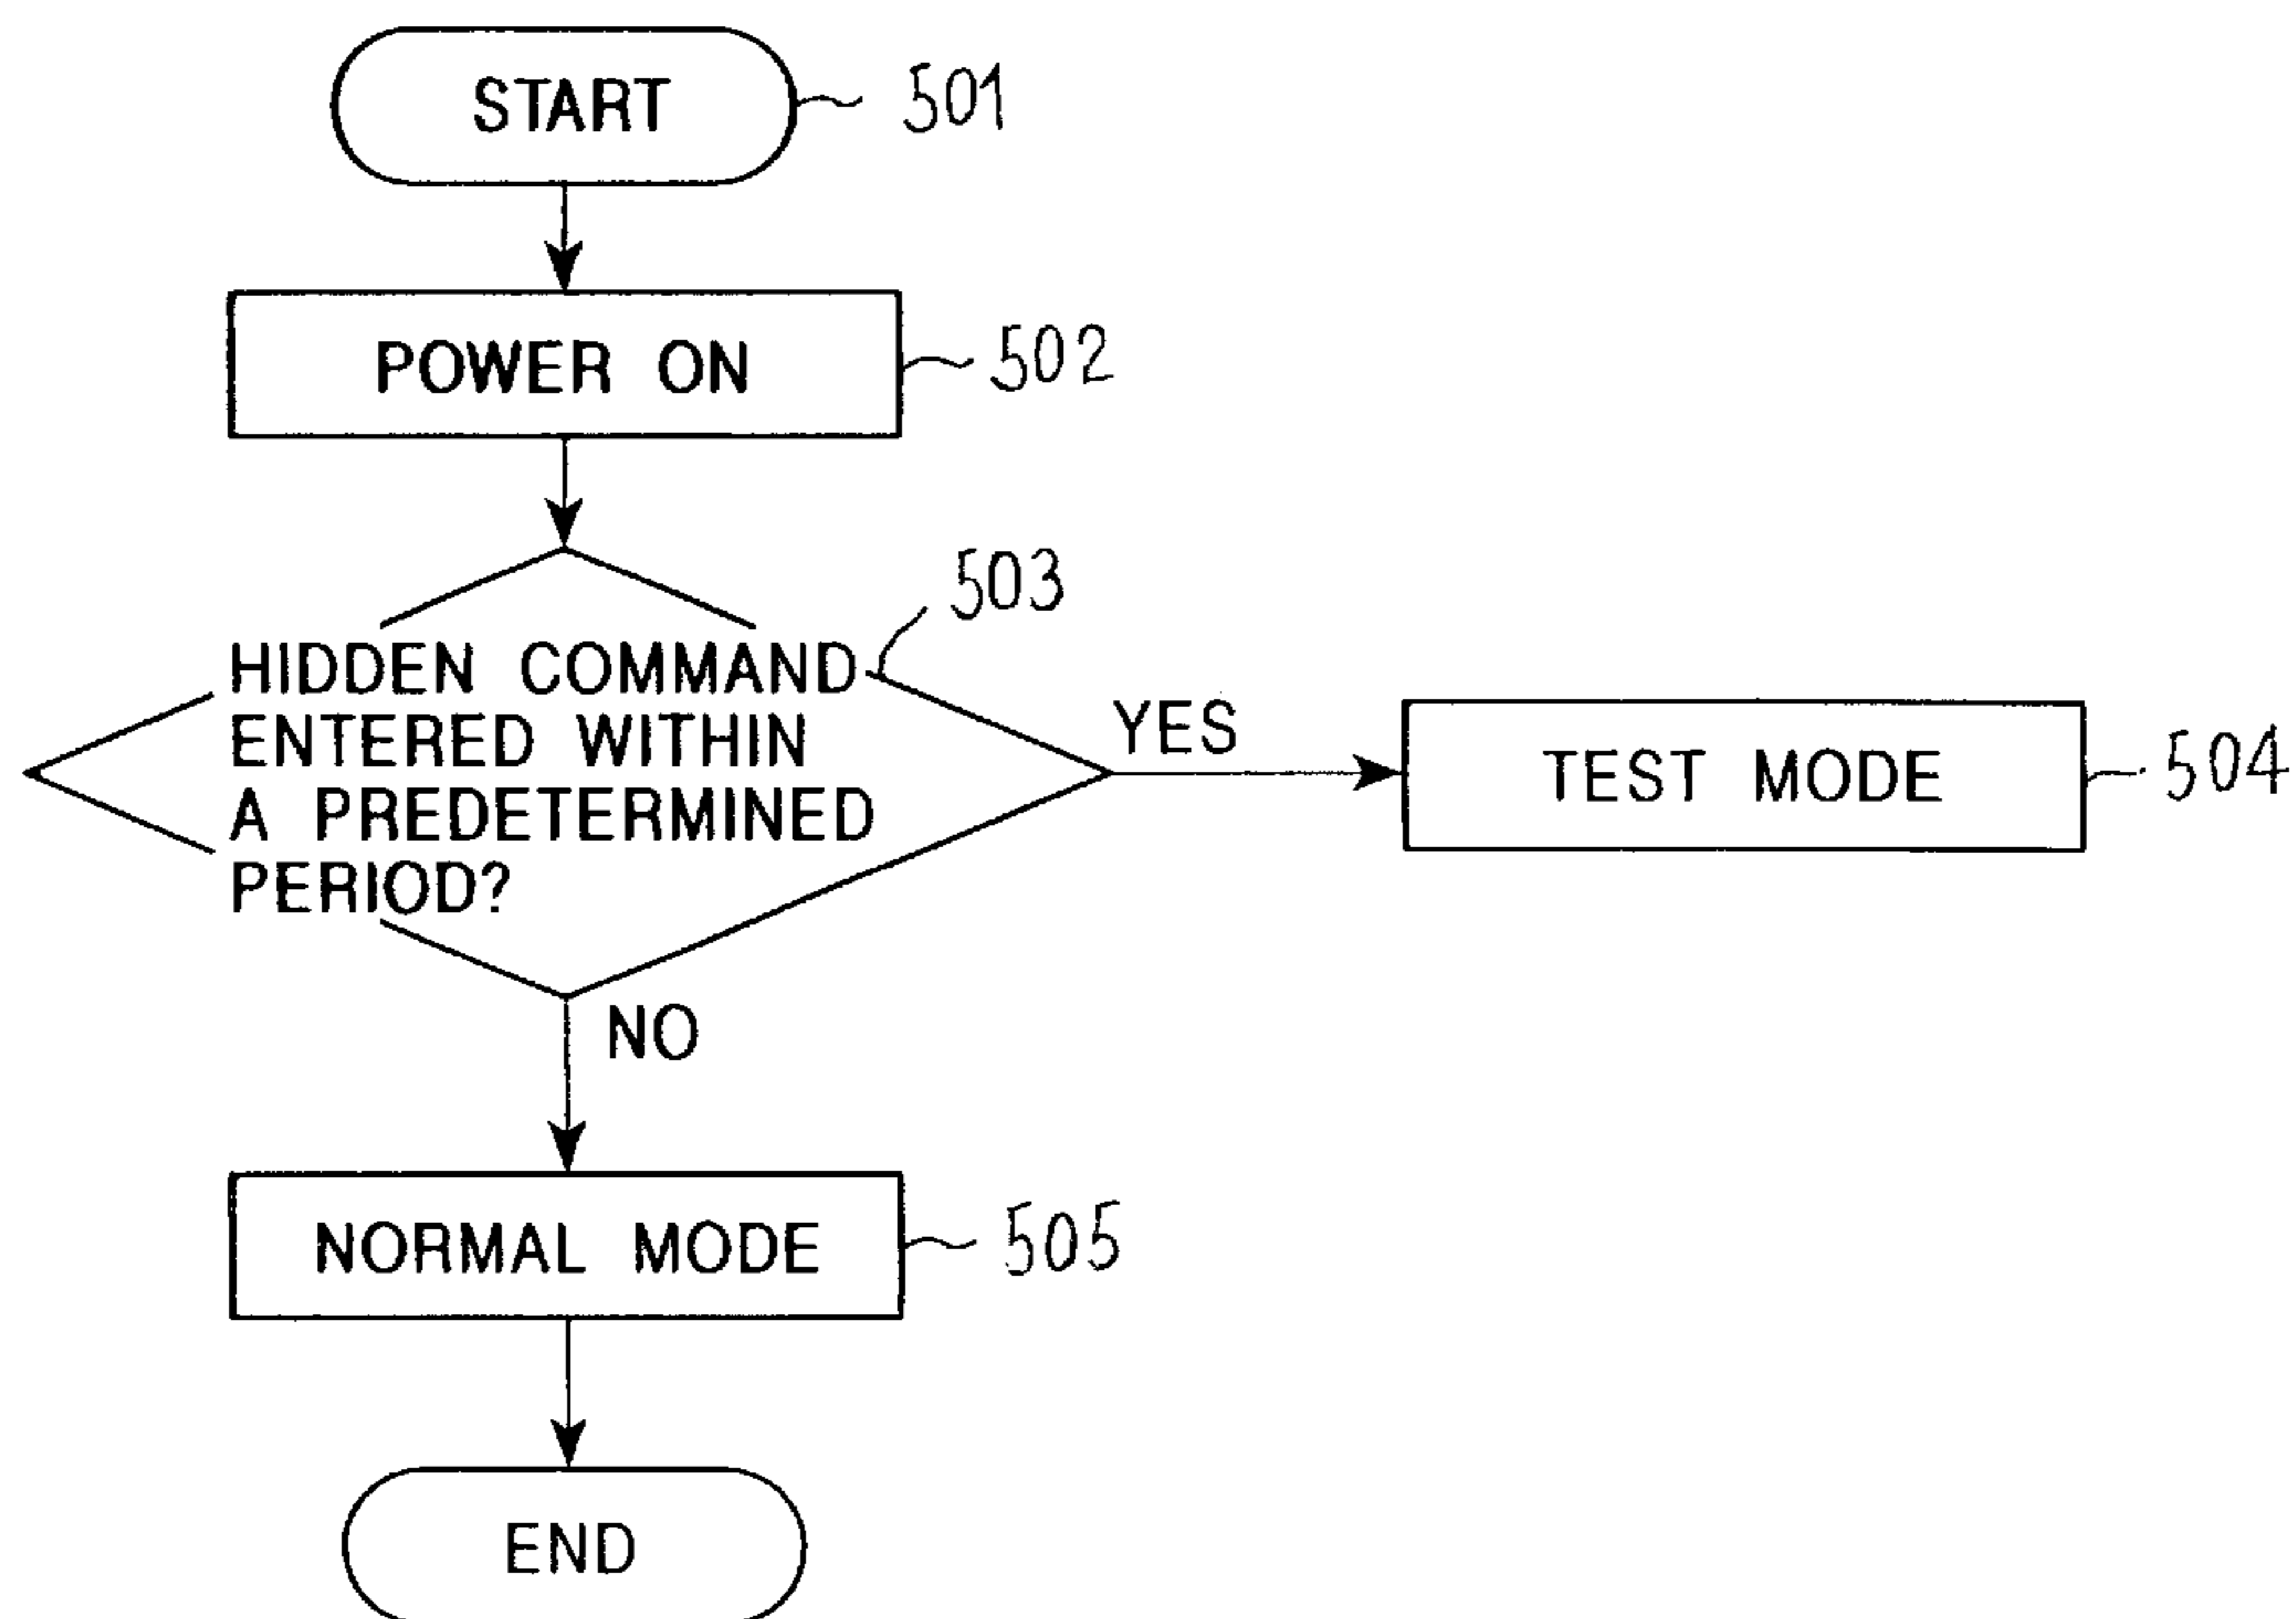 START
501
POWER ON
502
503
HIDDEN COMMAND
ENTERED WITHIN
A PREDETERMINED
PERIOD?
YES
TEST MODE
504
NO
NORMAL MODE
505
END